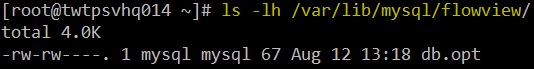 [root@twtpsvhq014 ~]# ls -lh /var/lib/mysql/flowview/
total 4.0K
-rw-rw----. 1 mysql mysql 67 Aug 12 13:18 db.opt